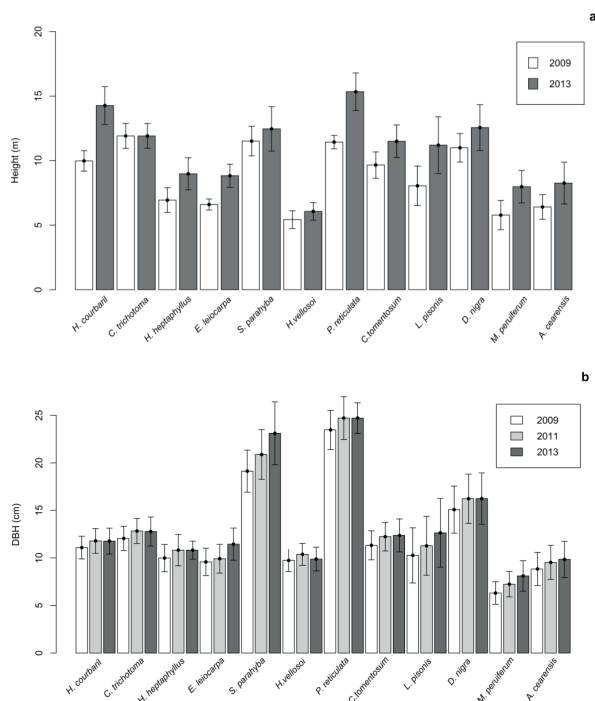 a
20
15
10
5
0
Height (m)
2009
2013
H. courbaril
C. trichotoma
H. heptaphyllus
E. leiocarpa
S. parahyba
H.vellosoi
P. reticulata
C.tomentosum
L. pisonis
D. nigra
M. peruiferum
A. cearensis
b
25
20
15
10
5
0
DBH (cm)
2009
2011
2013
H. courbaril
C. trichotoma
H. heptaphyllus
E. leiocarpa
S. parahyba
H.vellosoi
P. reticulata
C.tomentosum
L. pisonis
D. nigra
M. peruiferum
A. cearensis